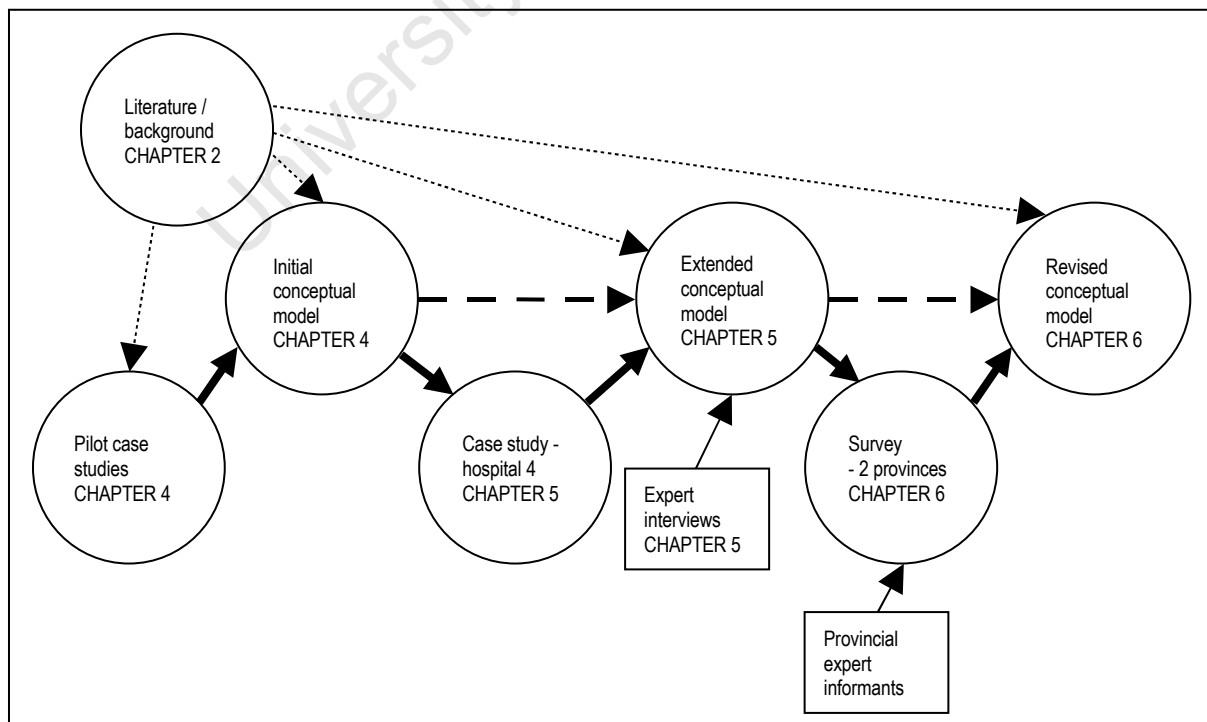 University
Literature /
background
CHAPTER 2
Initial
conceptual
model
CHAPTER 4
Extended
conceptual
model
CHAPTER 5
Revised
conceptual
model
CHAPTER 6
Pilot case
studies
CHAPTER 4
Case study -
hospital 4
CHAPTER 5
Expert
interviews
CHAPTER 5
Survey
- 2 provinces
CHAPTER 6
Provincial
expert
informants